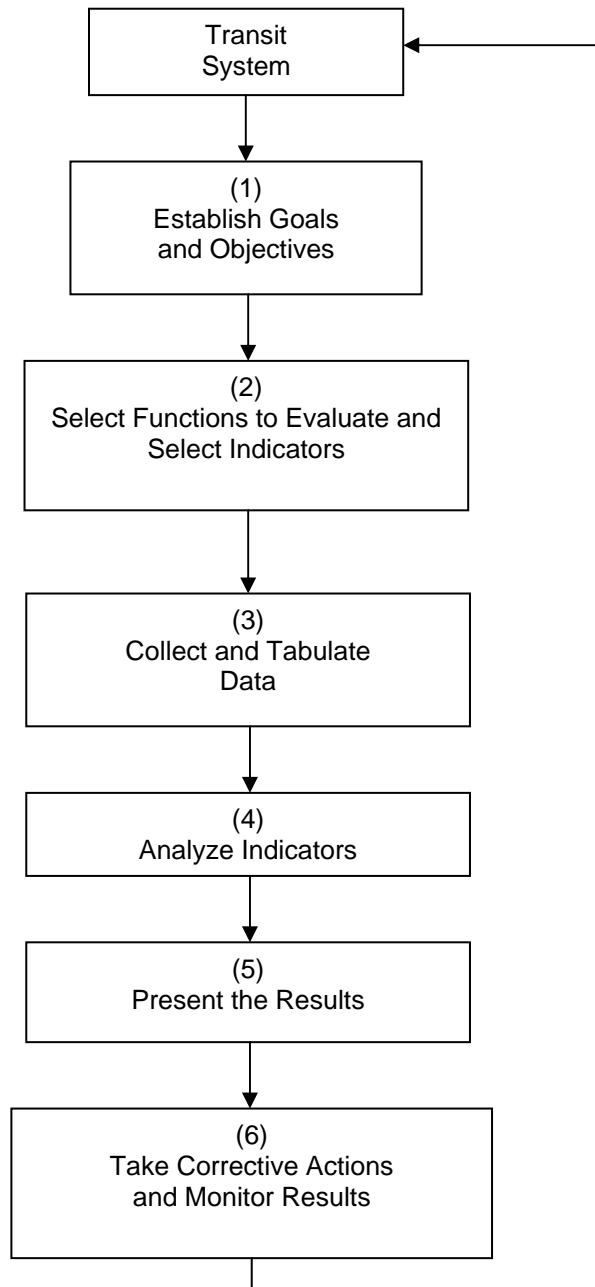 Transit
System
(1)
Establish Goals
and Objectives
(2)
Select Functions to Evaluate and
Select Indicators
(3)
Collect and Tabulate
Data
(4)
Analyze Indicators
(5)
Present the Results
(6)
Take Corrective Actions
and Monitor Results